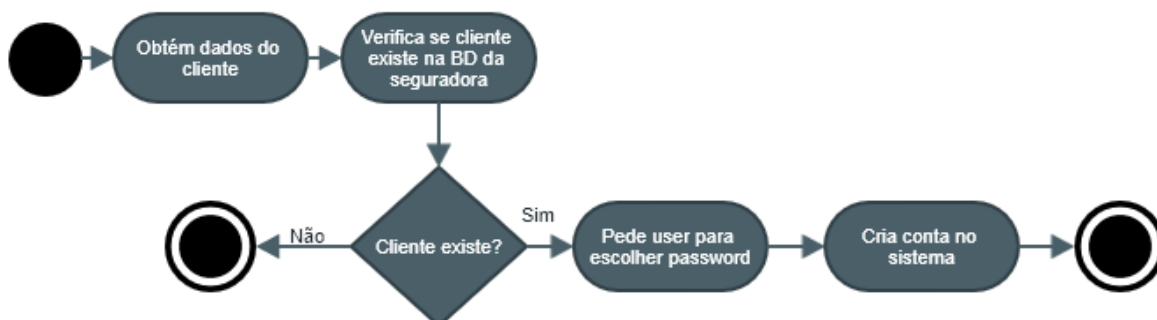 Obtém dados do
cliente
Verifica se cliente
existe na BD da
seguradora
Não
Cliente existe?
Sim
Pede user para
escolher password
Cria conta no
sistema